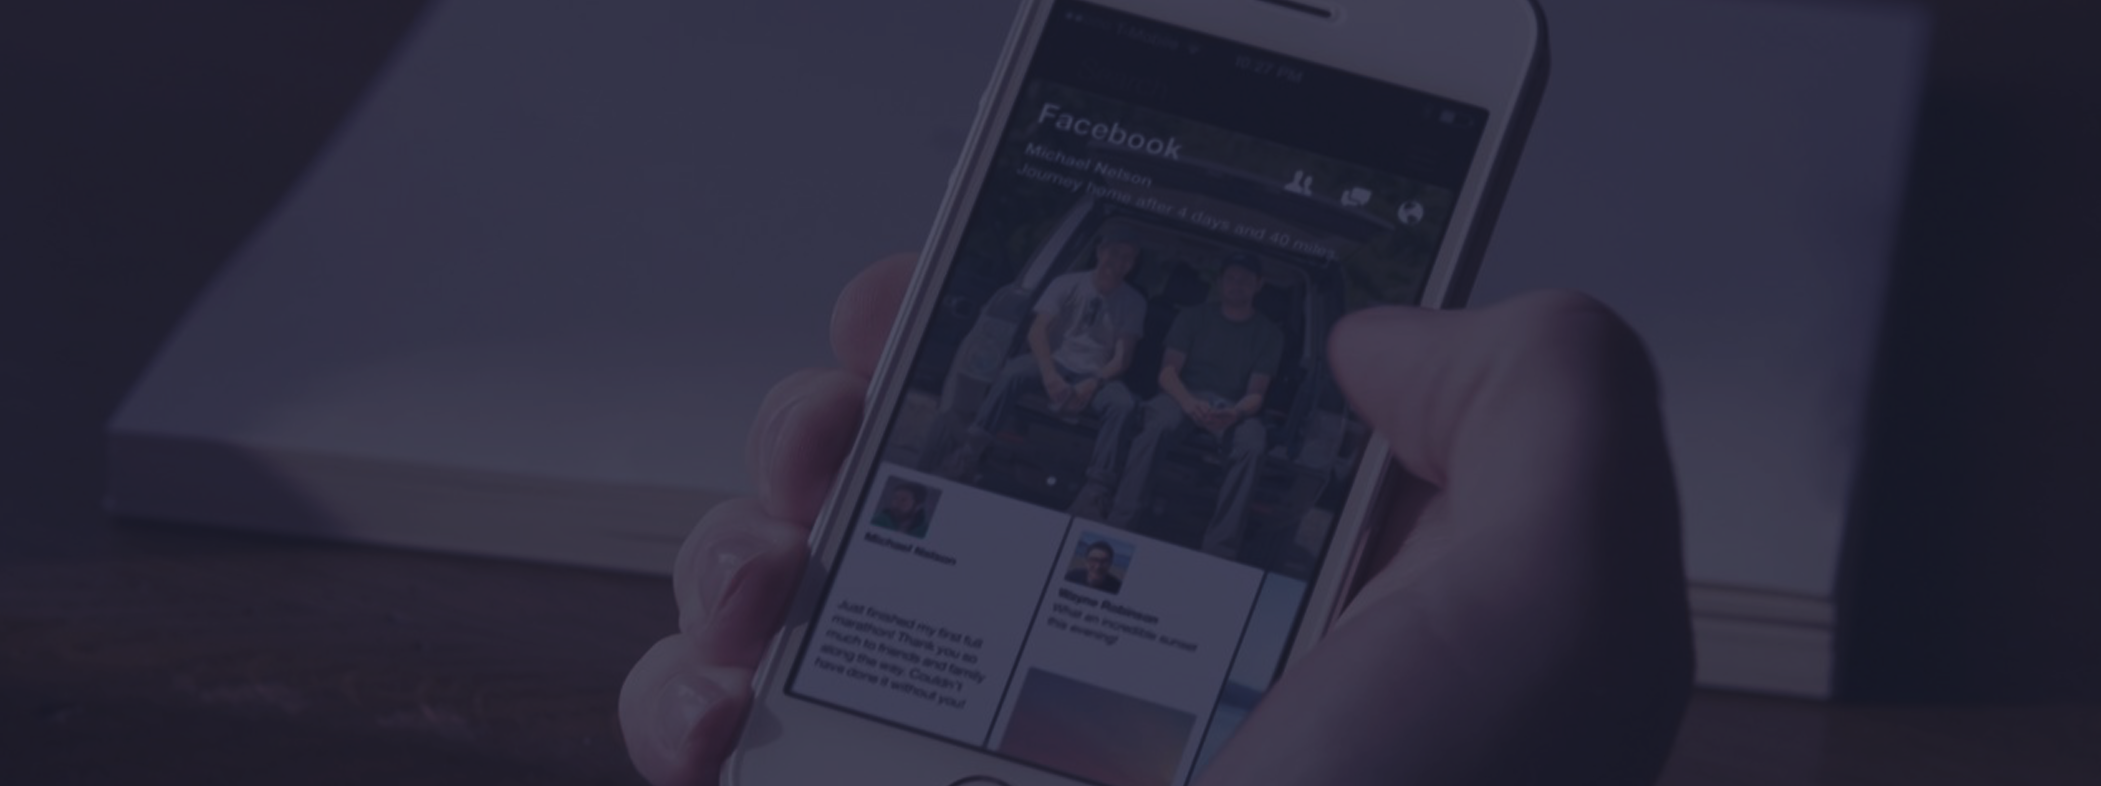 T-Mobile
10:27 PM
Facebook
Michael Nelson
Journey home after 4 days and 40 miles.
Michael Nelson
Just finished my first full
marathon! Thank you so
much to friends and family
along the way. Couldn't
have done it without you!
Wayne Robinson
What an incredible sunset
this evening!